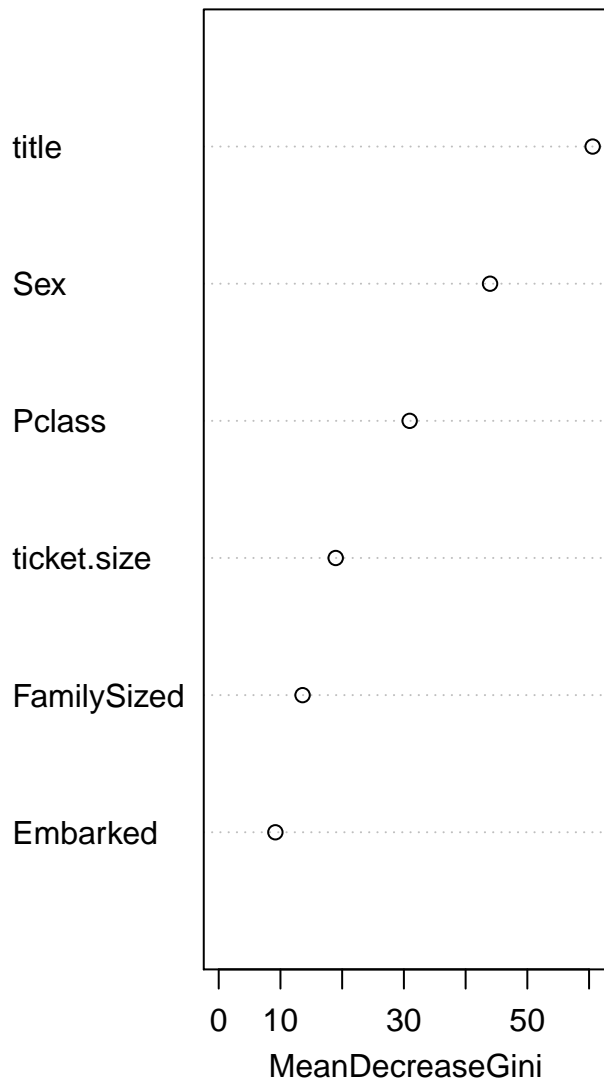 title
Sex
Pclass
ticket.size
FamilySized
Embarked
0 10 30 50
MeanDecreaseGini